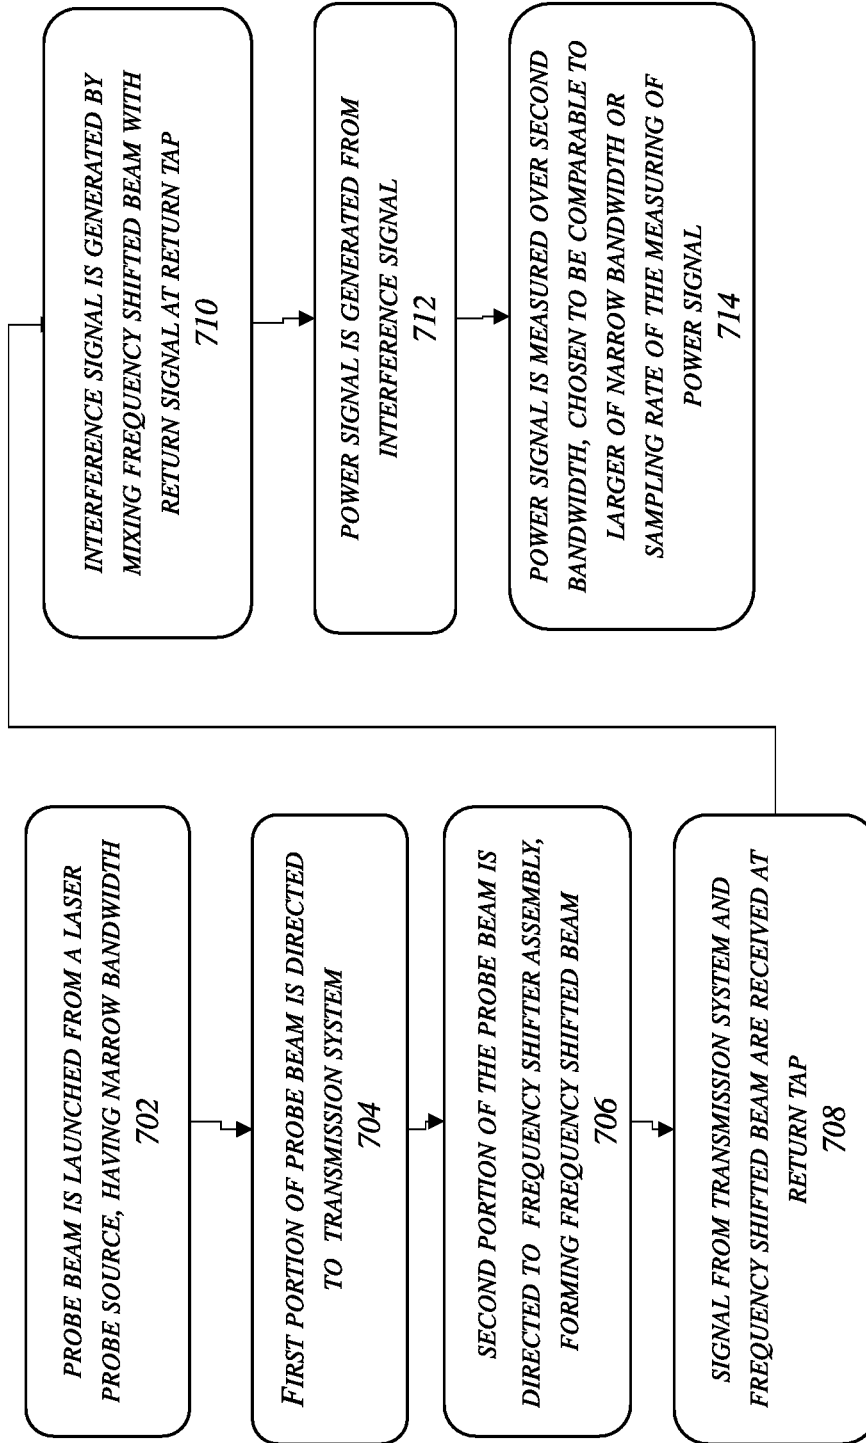 PROBE BEAM IS LAUNCHED FROM A LASER
PROBE SOURCE, HAVING NARROW BANDWIDTH
702
FIRST PORTION OF PROBE BEAM IS DIRECTED
TO TRANSMISSION SYSTEM
704
SECOND PORTION OF THE PROBE BEAM IS
DIRECTED TO FREQUENCY SHIFTER ASSEMBLY,
FORMING FREQUENCY SHIFTED BEAM
706
SIGNAL FROM TRANSMISSION SYSTEM AND
FREQUENCY SHIFTED BEAM ARE RECEIVED AT
RETURN TAP
708
INTERFERENCE SIGNAL IS GENERATED BY
MIXING FREQUENCY SHIFTED BEAM WITH
RETURN SIGNAL AT RETURN TAP
710
POWER SIGNAL IS GENERATED FROM
INTERFERENCE SIGNAL
712
POWER SIGNAL IS MEASURED OVER SECOND
BANDWIDTH, CHOSEN TO BE COMPARABLE TO
LARGER OF NARROW BANDWIDTH OR
SAMPLING RATE OF THE MEASURING OF
POWER SIGNAL
714